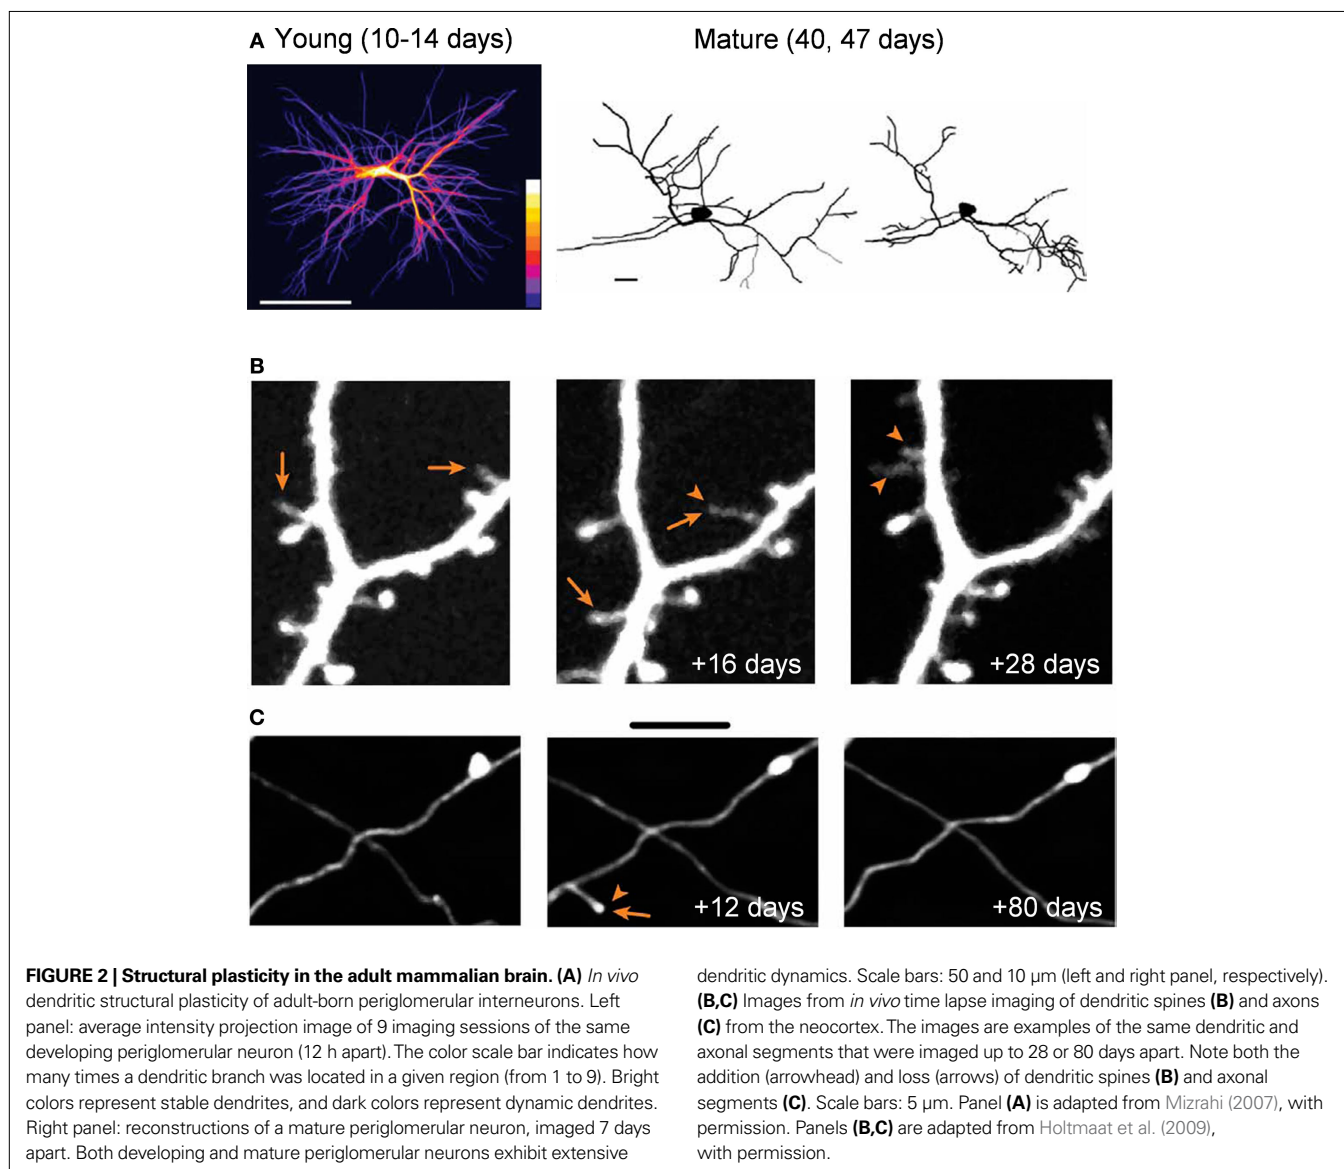 A Young (10-14 days)
Mature (40, 47 days)
B
+16 days
+28 days
C
+12 days
+80 days
FIGURE 2 | Structural plasticity in the adult mammalian brain. (A) In vivo
dendritic structural plasticity of adult-born periglomerular interneurons. Left
panel: average intensity projection image of 9 imaging sessions of the same
developing periglomerular neuron (12 h apart). The color scale bar indicates how
many times a dendritic branch was located in a given region (from 1 to 9). Bright
colors represent stable dendrites, and dark colors represent dynamic dendrites.
Right panel: reconstructions of a mature periglomerular neuron, imaged 7 days
apart. Both developing and mature periglomerular neurons exhibit extensive
dendritic dynamics. Scale bars: 50 and 10 μm (left and right panel, respectively).
(B,C) Images from in vivo time lapse imaging of dendritic spines (B) and axons
(C) from the neocortex. The images are examples of the same dendritic and
axonal segments that were imaged up to 28 or 80 days apart. Note both the
addition (arrowhead) and loss (arrows) of dendritic spines (B) and axonal
segments (C). Scale bars: 5 μm. Panel (A) is adapted from Mizrahi (2007), with
permission. Panels (B,C) are adapted from Holtmaat et al. (2009),
with permission.